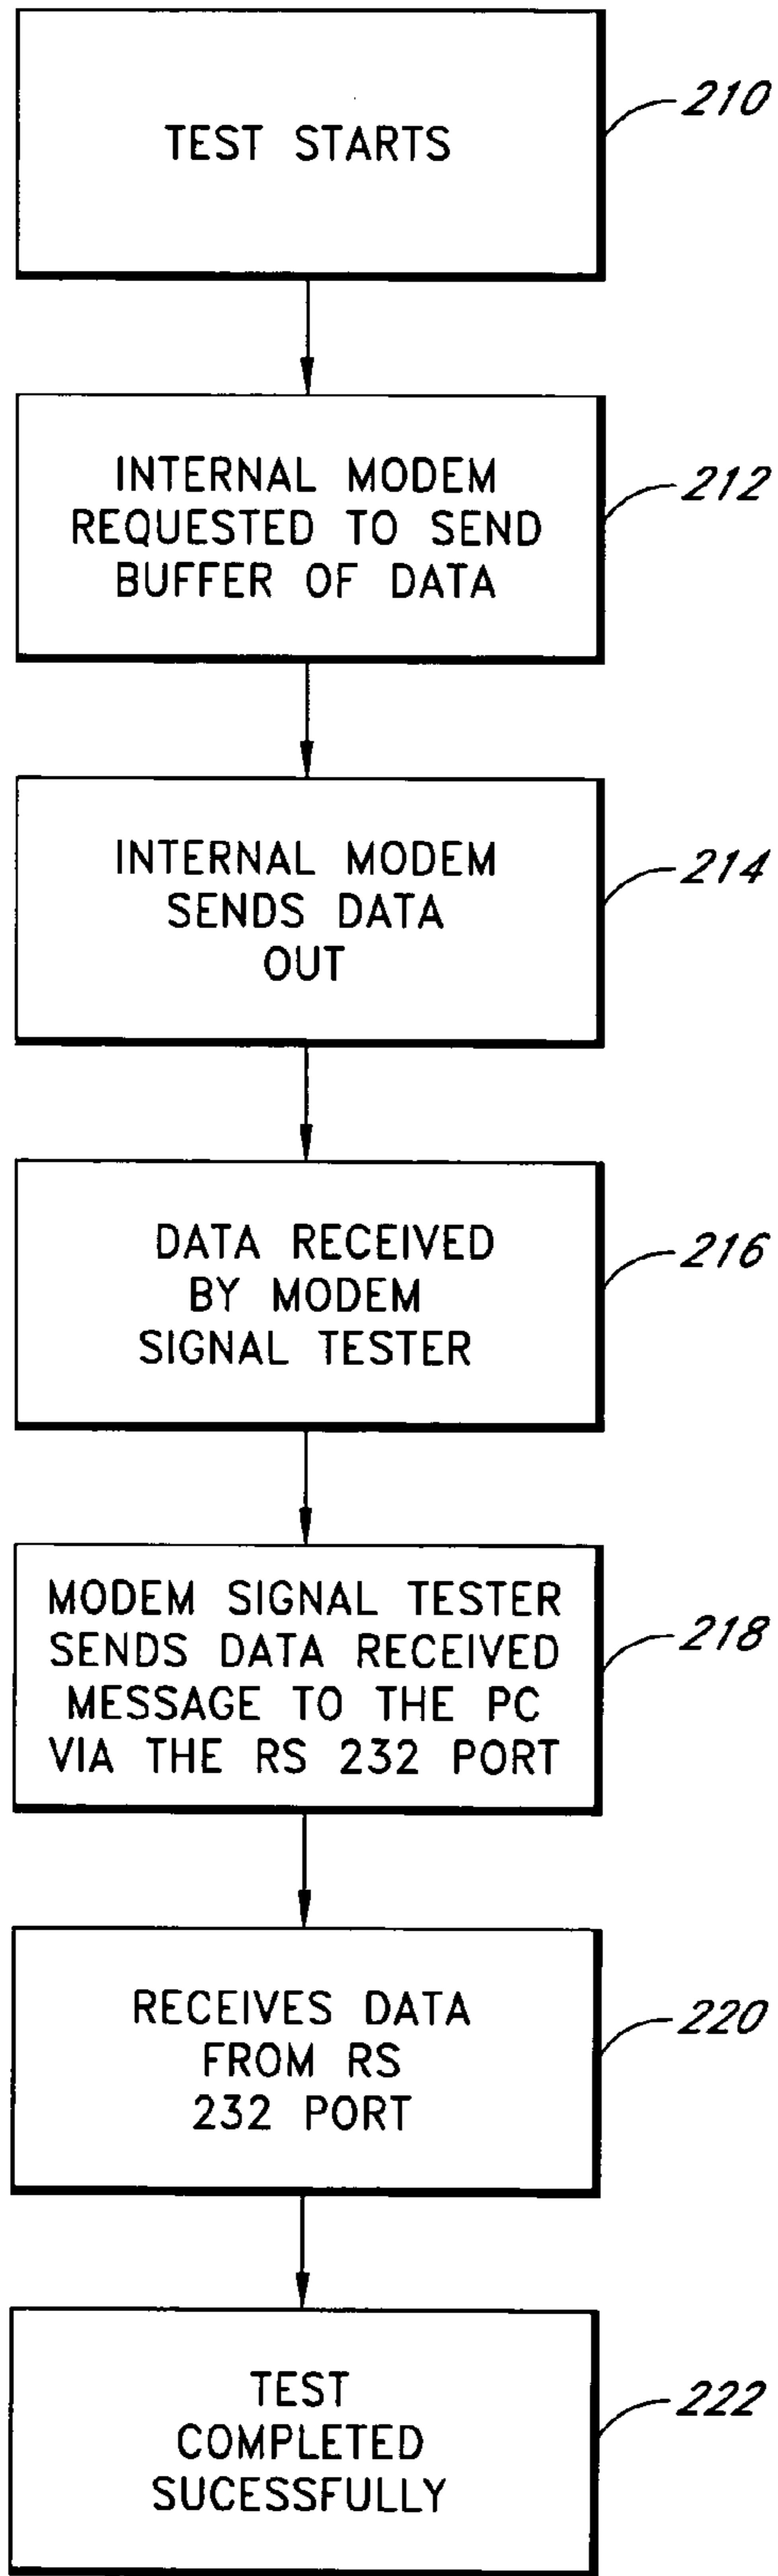 TEST STARTS
210
INTERNAL MODEM
REQUESTED TO SEND
BUFFER OF DATA
212
INTERNAL MODEM
SENDS DATA
OUT
214
DATA RECEIVED
BY MODEM
SIGNAL TESTER
216
MODEM SIGNAL TESTER
SENDS DATA RECEIVED
MESSAGE TO THE PC
VIA THE RS 232 PORT
218
RECEIVES DATA
FROM RS
232 PORT
220
TEST
COMPLETED
SUCESSFULLY
222